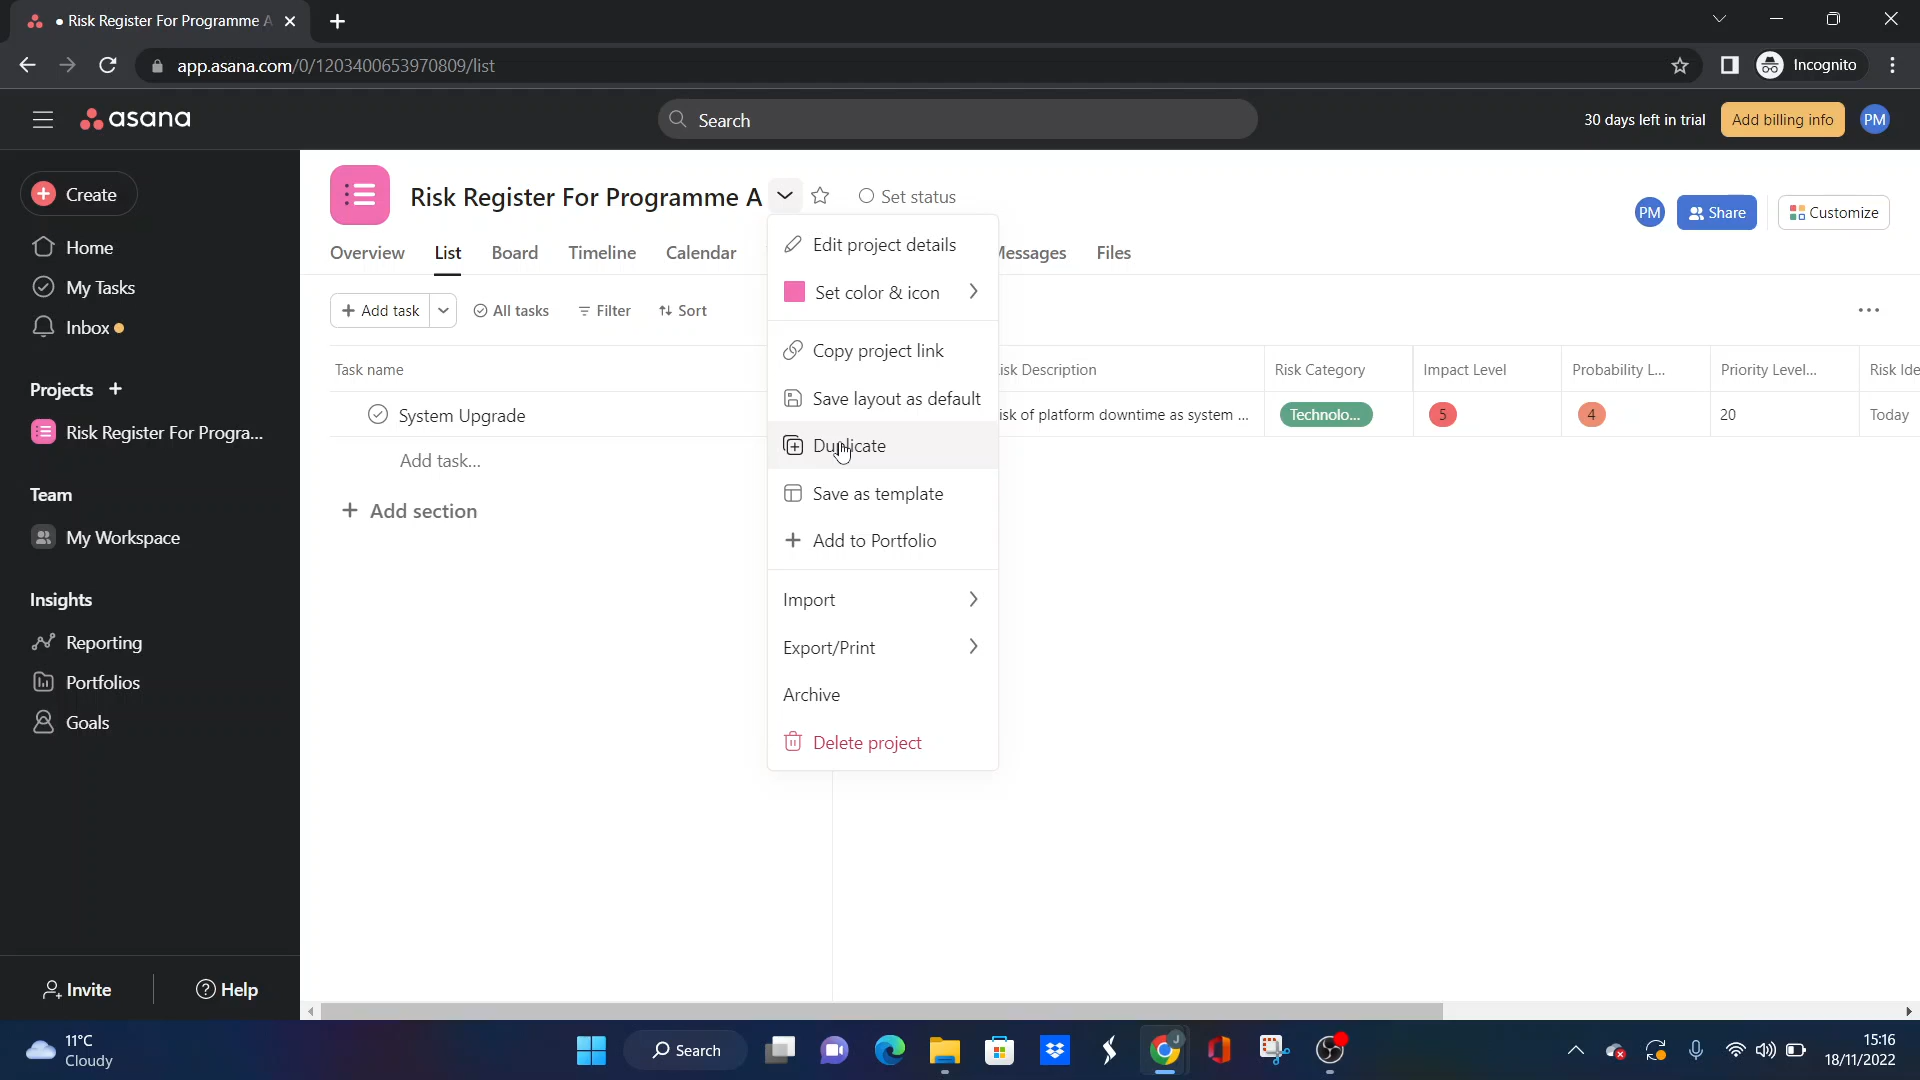 • Risk Register For Programme A
app.asana.com/0/1203400653970809/list
Incognito
asana
Search
30 days left in trial
Add billing info
PM
Create
Home
My Tasks
Inbox
Projects +
Risk Register For Progra...
Team
My Workspace
Insights
Reporting
Portfolios
Goals
Invite
Help
Risk Register For Programme A
Set status
PM
Share
Customize
Overview
List
Board
Timeline
Calendar
Messages
Files
+ Add task
All tasks
Filter
Sort
Task name
Risk Description
Risk Category
Impact Level
Probability L...
Priority Level...
Risk Ide
System Upgrade
isk of platform downtime as system ...
Technolo...
5
4
20
Today
Add task...
+ Add section
Edit project details
Set color & icon
Copy project link
Save layout as default
Duplicate
Save as template
+ Add to Portfolio
Import
Export/Print
Archive
Delete project
11°C
Cloudy
Search
15:16
18/11/2022